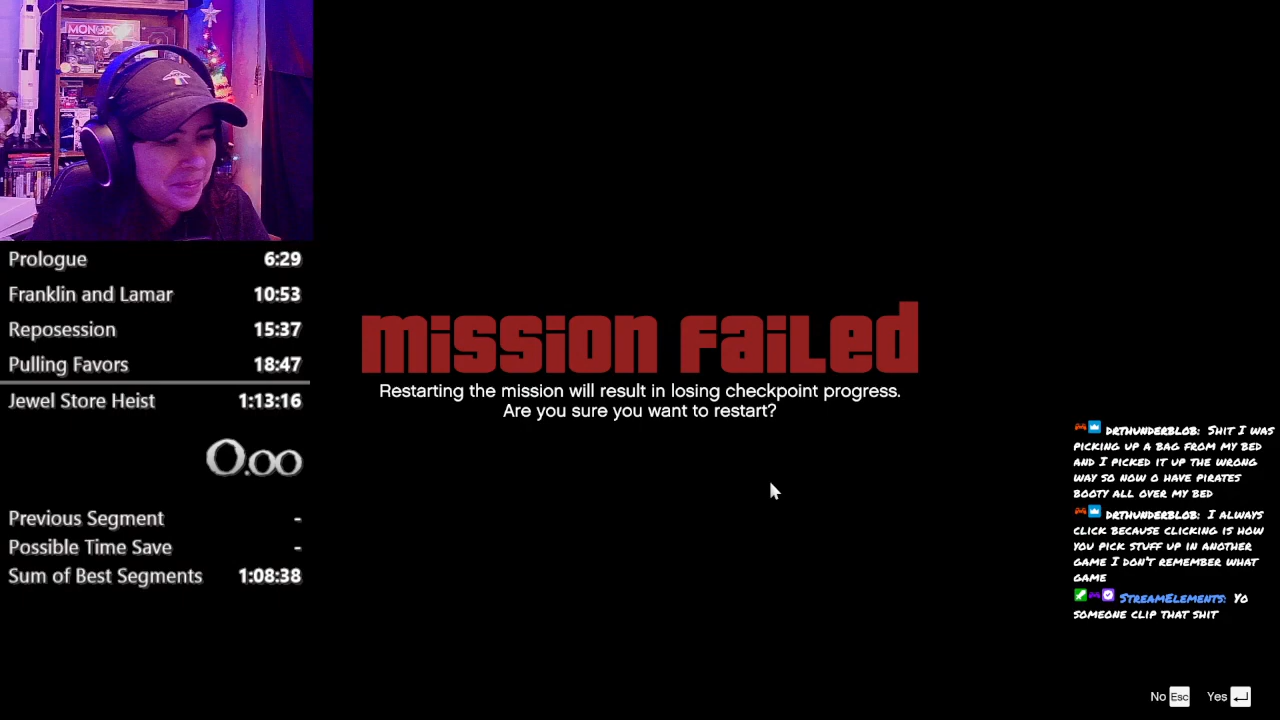 MONOPOLY
Prologue 6:29
Franklin and Lamar 10:53
Reposession 15:37
Pulling Favors 18:47
Jewel Store Heist 1:13:16
0.00
Previous Segment -
Possible Time Save -
Sum of Best Segments 1:08:38
mission failed
Restarting the mission will result in losing checkpoint progress.
Are you sure you want to restart?
drthunderblob: Shit I was
picking up a bag from my bed
and I picked it up the wrong
way so now o have pirates
booty all over my bed
drthunderblob: I always
click because clicking is how
you pick stuff up in another
game I don't remember what
game
StreamElements: Yo
someone clip that shit
No Esc Yes